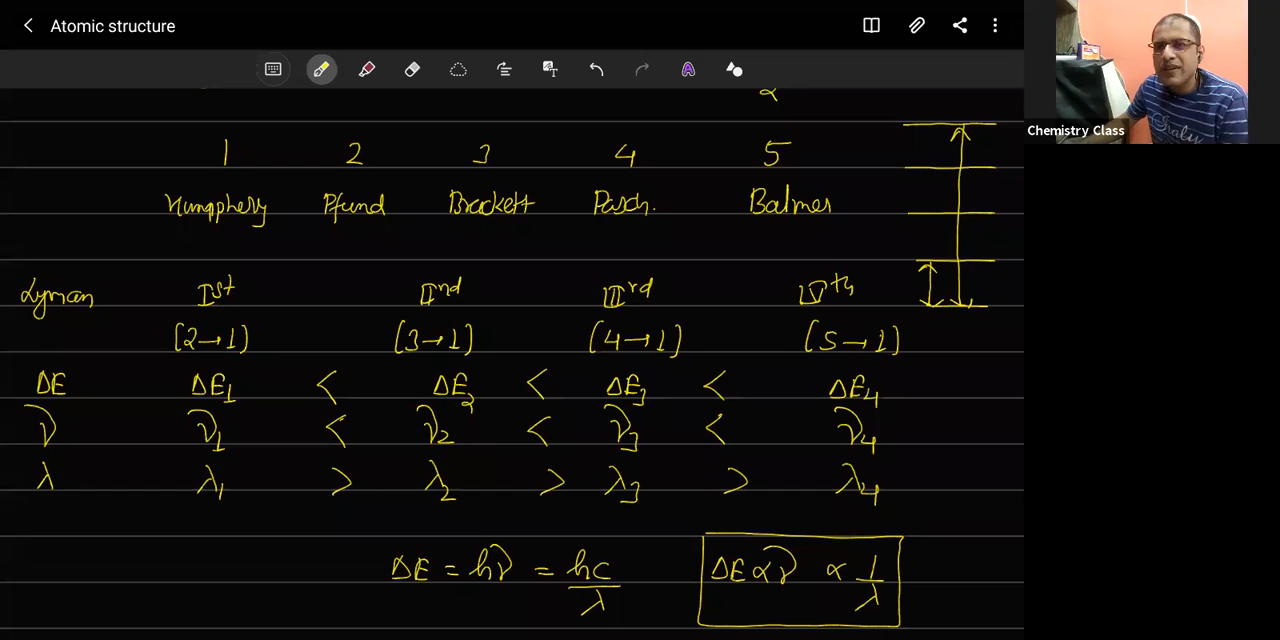 Atomic structure
Chemistry Class
α
1 2 3 4 5
Humpphery Pfund Brackett Pasch. Balmer
Lyman Ist IInd IIIrd IVth
(2→1) (3→1) (4→1) (5→1)
ΔE ΔE1 < ΔE2 < ΔE3 < ΔE4
ν ν1 < ν2 < ν3 < ν4
λ λ1 > λ2 > λ3 > λ4
ΔE = hν = hc/λ ΔE ∝ ν ∝ 1/λ